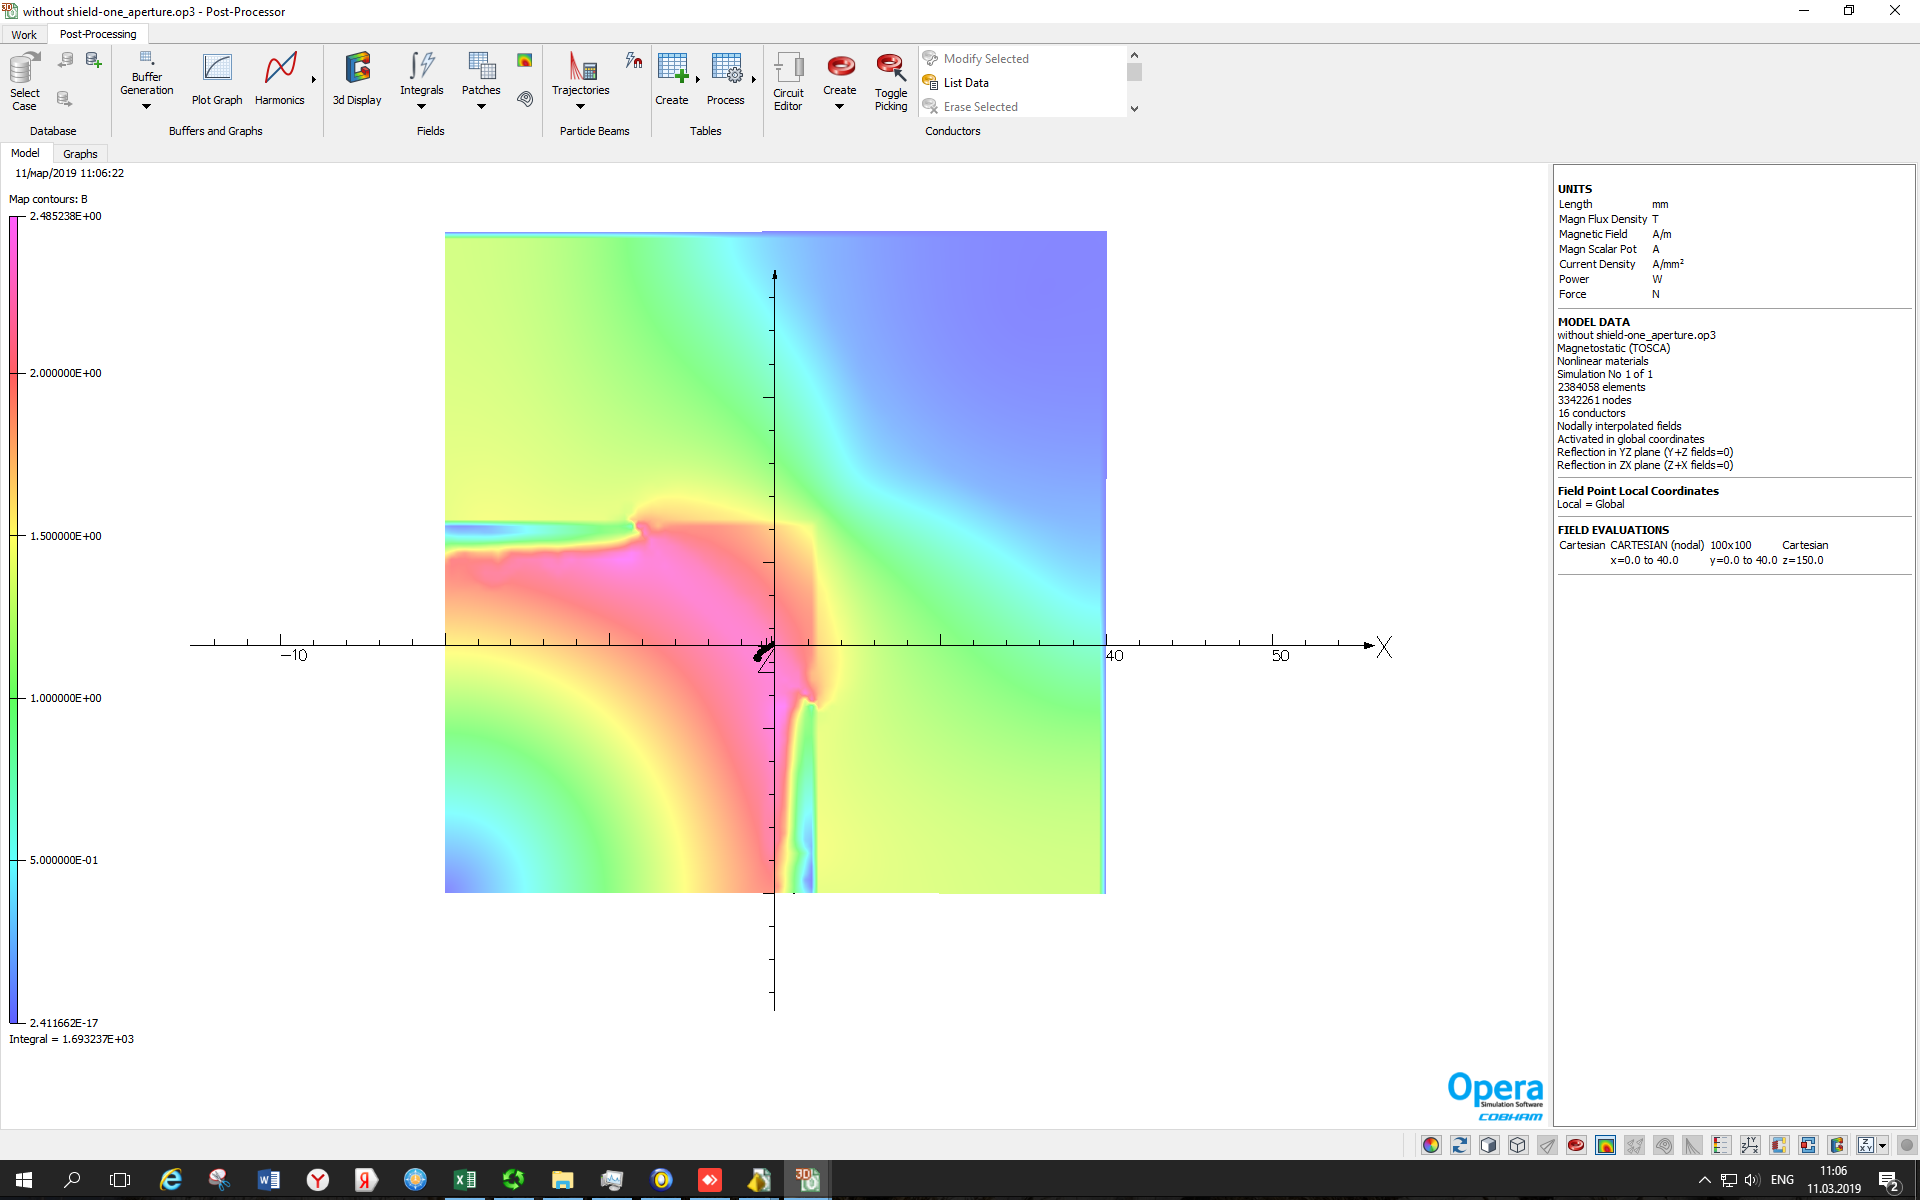 without shield-one_aperture.op3 - Post-Processor
Work
Post-Processing
Select Case
Buffer Generation
Plot Graph
Harmonics
3d Display
Integrals
Patches
Trajectories
Create
Process
Circuit Editor
Create
Toggle Picking
Modify Selected
List Data
Erase Selected
Database
Buffers and Graphs
Fields
Particle Beams
Tables
Conductors
Model
Graphs
11/мар/2019 11:06:22
Map contours: B
2.485238E+00
2.000000E+00
1.500000E+00
1.000000E+00
5.000000E-01
2.411662E-17
Integral = 1.693237E+03
-10
40
50
X
Z
UNITS
Length mm
Magn Flux Density T
Magnetic Field A/m
Magn Scalar Pot A
Current Density A/mm²
Power W
Force N
MODEL DATA
without shield-one_aperture.op3
Magnetostatic (TOSCA)
Nonlinear materials
Simulation No 1 of 1
2384058 elements
3342261 nodes
16 conductors
Nodally interpolated fields
Activated in global coordinates
Reflection in YZ plane (Y+Z fields=0)
Reflection in ZX plane (Z+X fields=0)
Field Point Local Coordinates
Local = Global
FIELD EVALUATIONS
Cartesian CARTESIAN (nodal) 100x100 Cartesian
x=0.0 to 40.0 y=0.0 to 40.0 z=150.0
Opera
Simulation Software
COBHAM
ENG
11:06
11.03.2019
2